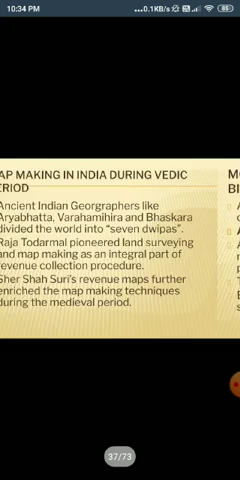 10:34 PM
...0.1KB/s
85
AP MAKING IN INDIA DURING VEDIC
ERIOD
Ancient Indian Georgraphers like
Aryabhatta, Varahamihira and Bhaskara
divided the world into “seven dwipas”.
Raja Todarmal pioneered land surveying
and map making as an integral part of
revenue collection procedure.
Sher Shah Suri's revenue maps further
enriched the map making techniques
during the medieval period.
37/73